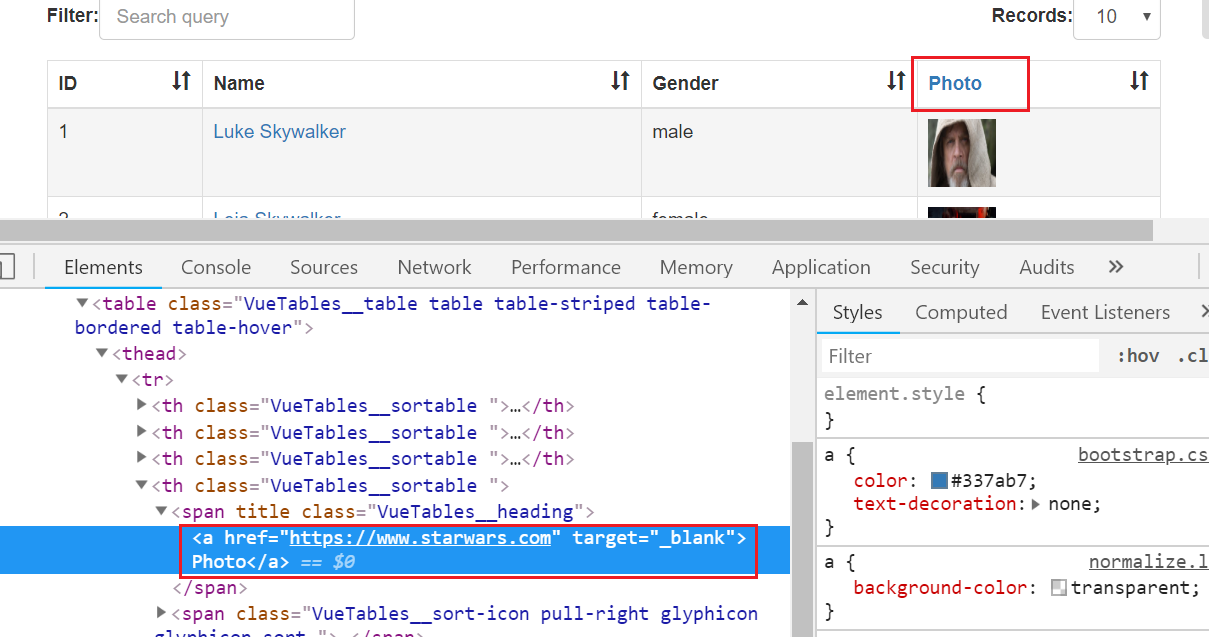 Filter: Search query Records: 10
ID Name Gender Photo
1 Luke Skywalker male
2 Leia Skywalker female
Elements Console Sources Network Performance Memory Application Security Audits
<table class="VueTables__table table table-striped table-
bordered table-hover">
<thead>
<tr>
<th class="VueTables__sortable ">…</th>
<th class="VueTables__sortable ">…</th>
<th class="VueTables__sortable ">…</th>
<th class="VueTables__sortable ">
<span title class="VueTables__heading">
<a href="https://www.starwars.com" target="_blank">
Photo</a> == $0
</span>
<span class="VueTables__sort-icon pull-right glyphicon
glyphicon-sort ">…</span>
Styles Computed Event Listeners
Filter :hov .cl
element.style {
}
a { bootstrap.cs
color: #337ab7;
text-decoration: none;
}
a { normalize.l
background-color: transparent;
}